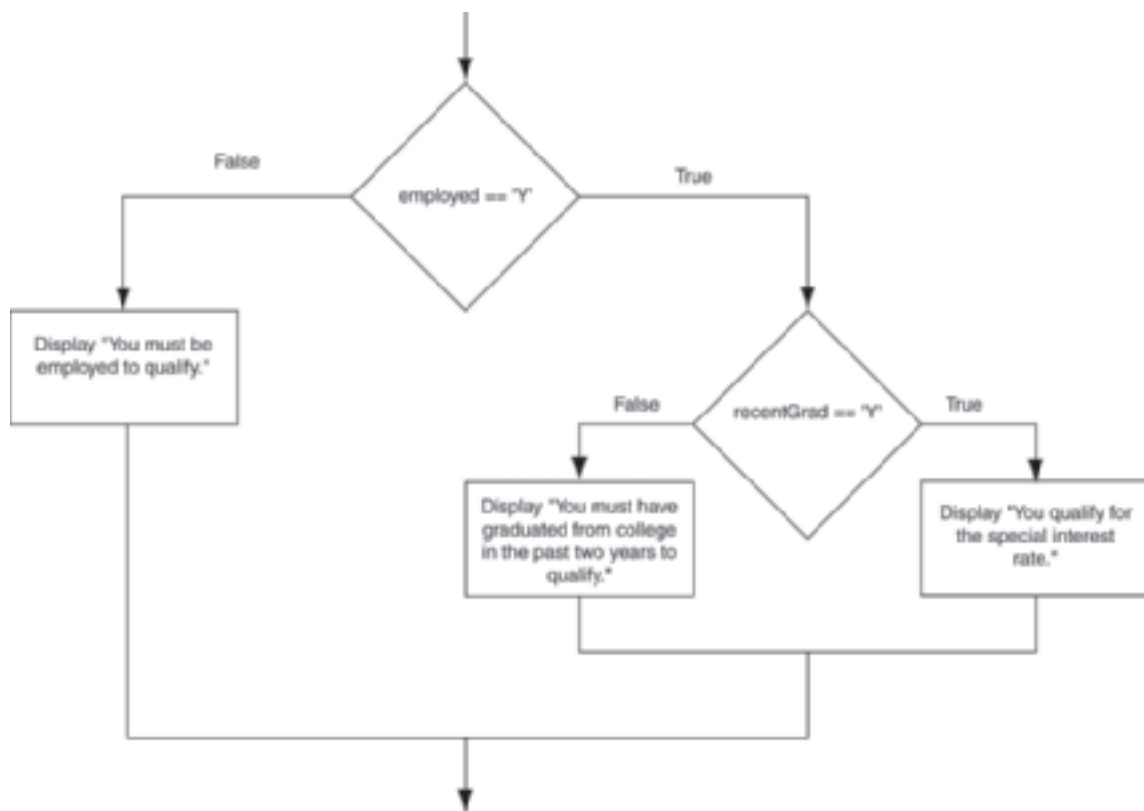 False
employed == 'Y'
True
Display "You must be
employed to qualify."
False
recentGrad == 'Y'
True
Display "You must have
graduated from college
in the past two years to
qualify."
Display "You qualify for
the special interest
rate."